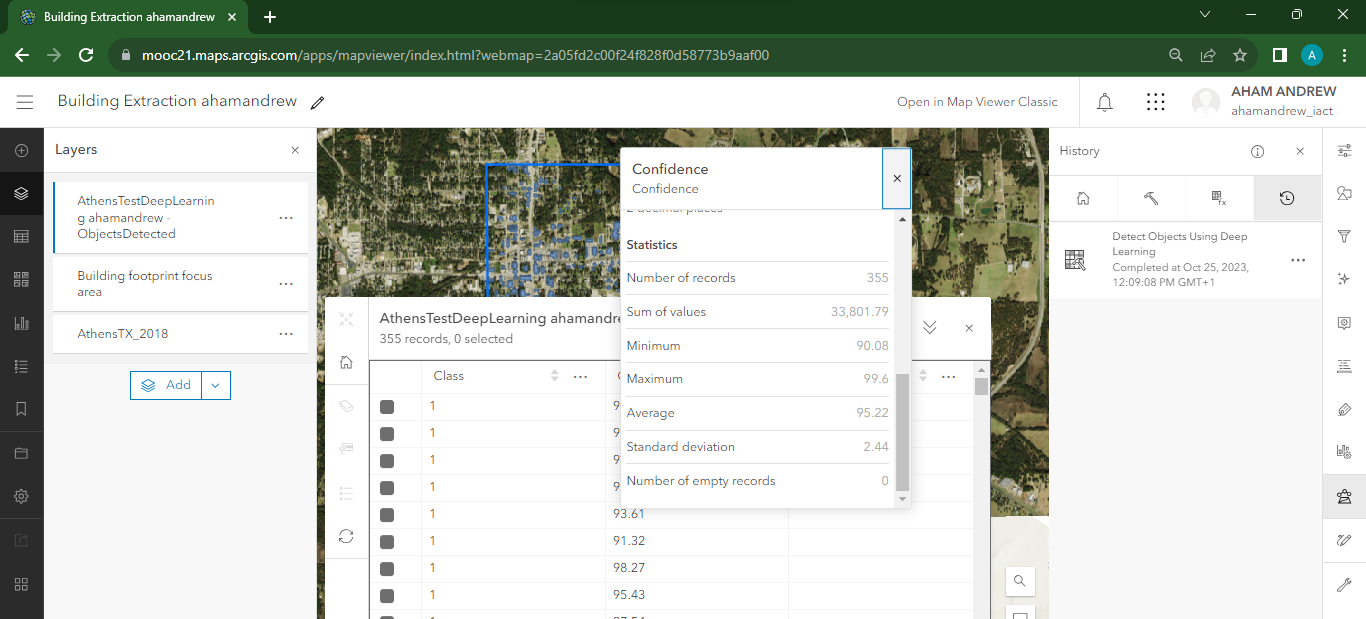 Building Extraction ahamandrew
mooc21.maps.arcgis.com/apps/mapviewer/index.html?webmap=2a05fd2c00f24f828f0d58773b9aaf00
A
Building Extraction ahamandrew
Open in Map Viewer Classic
AHAM ANDREW
ahamandrew_iact
Layers
AthensTestDeepLearnin
g ahamandrew -
ObjectsDetected
Building footprint focus
area
AthensTX_2018
Add
Confidence
Confidence
2 decimal places
Statistics
Number of records 355
Sum of values 33,801.79
Minimum 90.08
Maximum 99.6
Average 95.22
Standard deviation 2.44
Number of empty records 0
AthensTestDeepLearning ahamandre
355 records, 0 selected
Class
1 9
1 9
1 9
1 9
1 93.61
1 91.32
1 98.27
1 95.43
History
Detect Objects Using Deep
Learning
Completed at Oct 25, 2023,
12:09:08 PM GMT+1